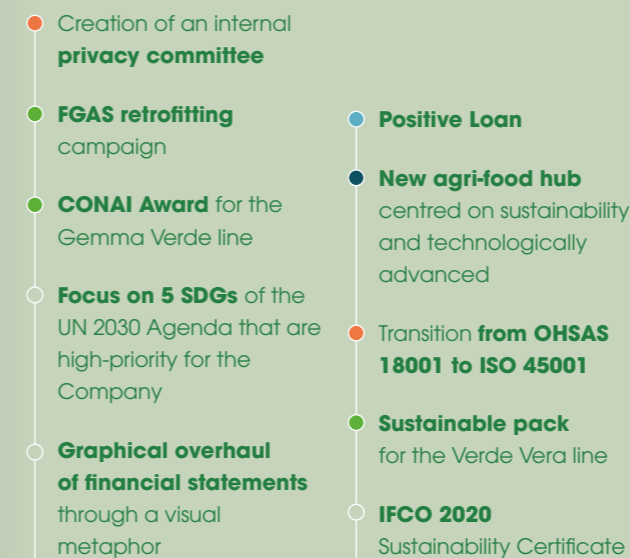 Creation of an internal
privacy committee
FGAS retrofitting
campaign
CONAI Award for the
Gemma Verde line
Focus on 5 SDGs of the
UN 2030 Agenda that are
high-priority for the
Company
Graphical overhaul
of financial statements
through a visual
metaphor
Positive Loan
New agri-food hub
centred on sustainability
and technologically
advanced
Transition from OHSAS
18001 to ISO 45001
Sustainable pack
for the Verde Vera line
IFCO 2020
Sustainability Certificate